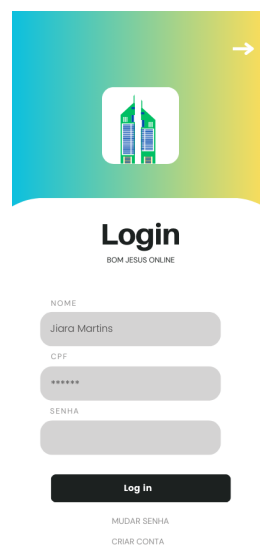 Login
BOM JESUS ONLINE
NOME
Jiara Martins
CPF
******
SENHA
Log in
MUDAR SENHA
CRIAR CONTA